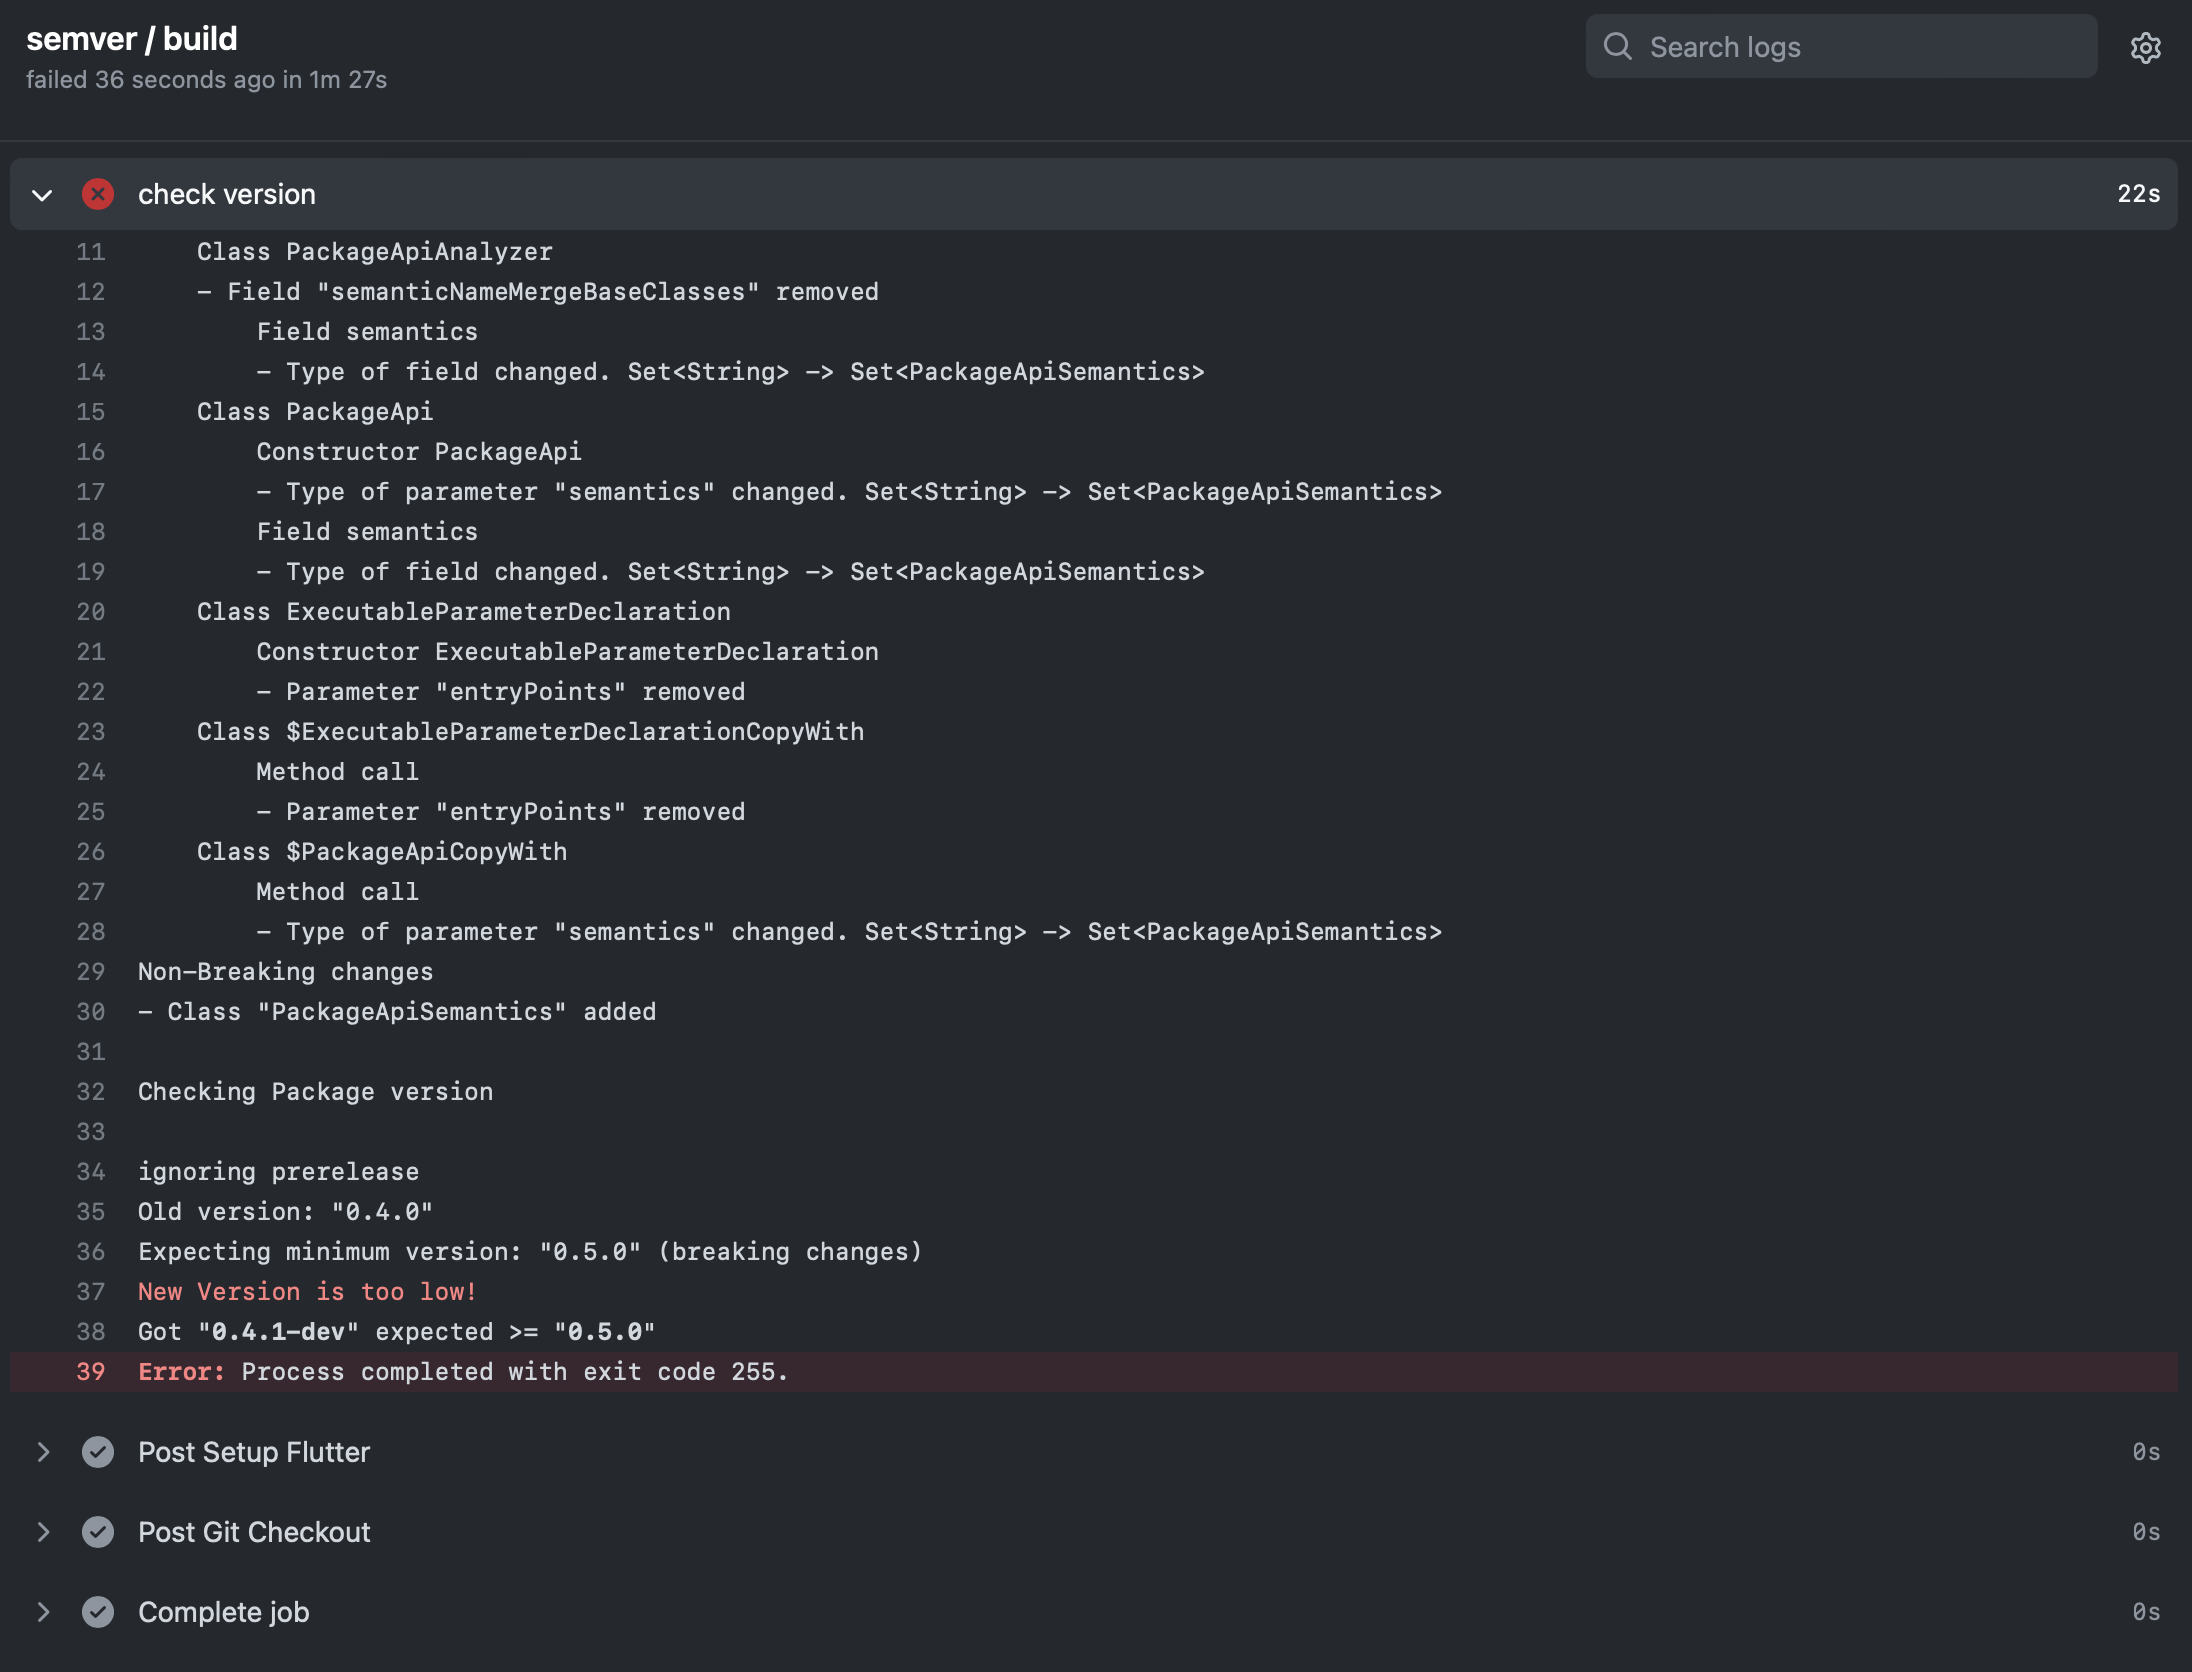 semver / build
failed 36 seconds ago in 1m 27s
Search logs
check version 22s
11 Class PackageApiAnalyzer
12 – Field "semanticNameMergeBaseClasses" removed
13 Field semantics
14 – Type of field changed. Set<String> –> Set<PackageApiSemantics>
15 Class PackageApi
16 Constructor PackageApi
17 – Type of parameter "semantics" changed. Set<String> –> Set<PackageApiSemantics>
18 Field semantics
19 – Type of field changed. Set<String> –> Set<PackageApiSemantics>
20 Class ExecutableParameterDeclaration
21 Constructor ExecutableParameterDeclaration
22 – Parameter "entryPoints" removed
23 Class $ExecutableParameterDeclarationCopyWith
24 Method call
25 – Parameter "entryPoints" removed
26 Class $PackageApiCopyWith
27 Method call
28 – Type of parameter "semantics" changed. Set<String> –> Set<PackageApiSemantics>
29 Non–Breaking changes
30 – Class "PackageApiSemantics" added
31
32 Checking Package version
33
34 ignoring prerelease
35 Old version: "0.4.0"
36 Expecting minimum version: "0.5.0" (breaking changes)
37 New Version is too low!
38 Got "0.4.1–dev" expected >= "0.5.0"
39 Error: Process completed with exit code 255.
Post Setup Flutter 0s
Post Git Checkout 0s
Complete job 0s